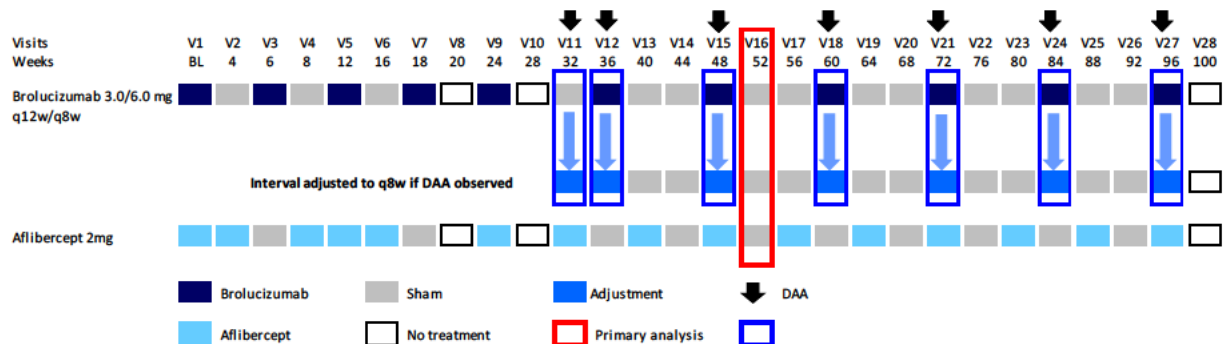 Visits V1 V2 V3 V4 V5 V6 V7 V8 V9 V10 V11 V12 V13 V14 V15 V16 V17 V18 V19 V20 V21 V22 V23 V24 V25 V26 V27 V28
Weeks BL 4 6 8 12 16 18 20 24 28 32 36 40 44 48 52 56 60 64 68 72 76 80 84 88 92 96 100
Brolucizumab 3.0/6.0 mg
q12w/q8w
Interval adjusted to q8w if DAA observed
Aflibercept 2mg
Brolucizumab Sham Adjustment DAA
Aflibercept No treatment Primary analysis